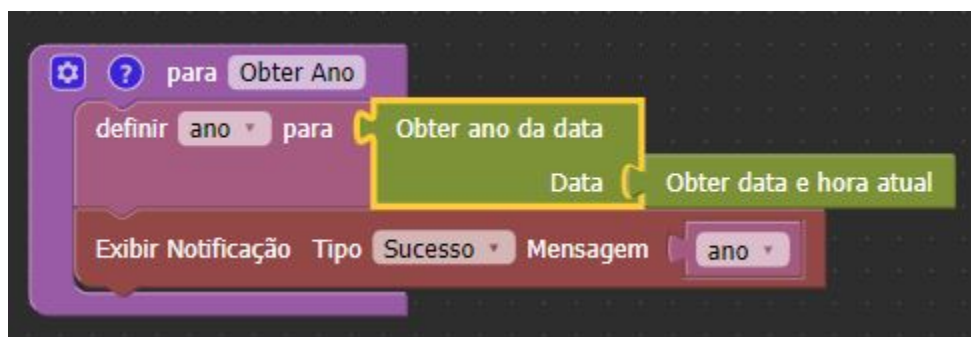 ? para Obter Ano
definir ano para Obter ano da data
Data Obter data e hora atual
Exibir Notificação Tipo Sucesso Mensagem ano